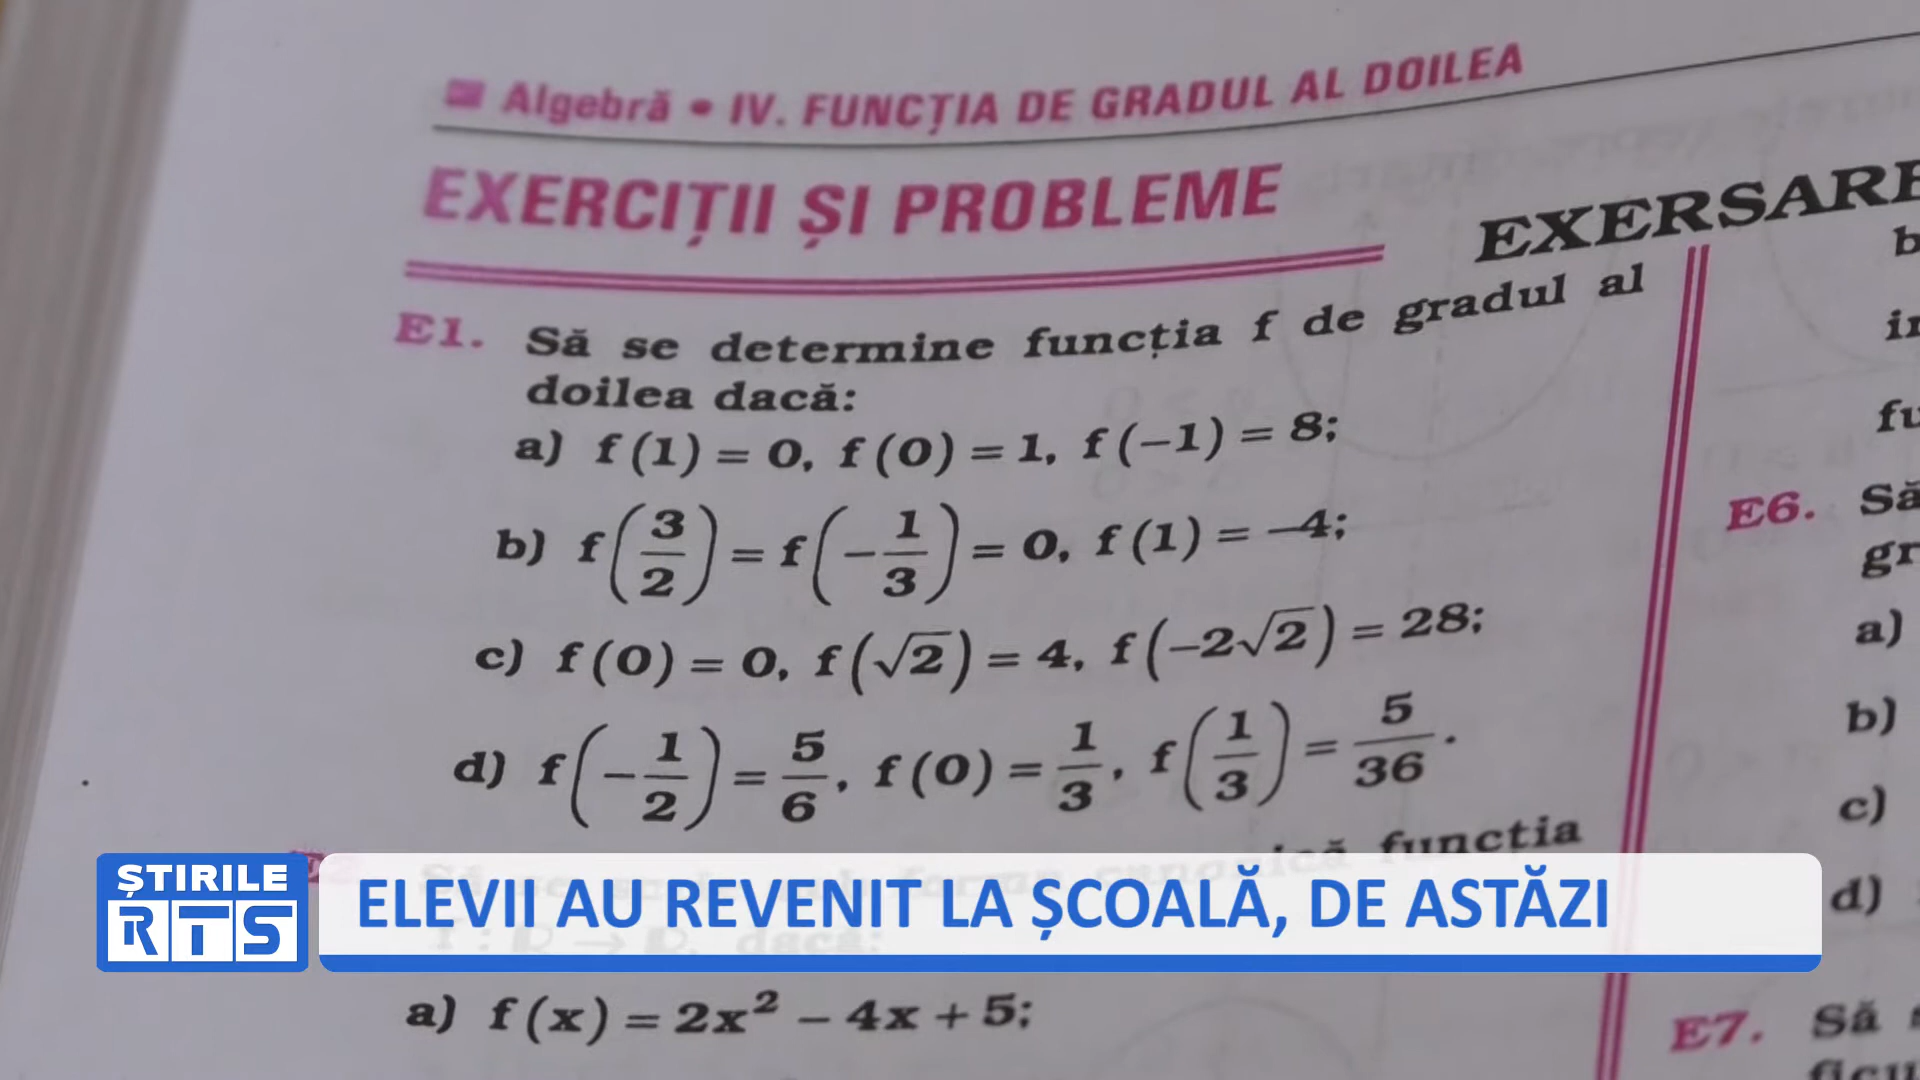 Algebră • IV. FUNCȚIA DE GRADUL AL DOILEA
EXERCIȚII ȘI PROBLEME
EXERSARE
E1. Să se determine funcția f de gradul al
doilea dacă:
a) f(1) = 0, f(0) = 1, f(−1) = 8;
b) f(3/2) = f(−1/3) = 0, f(1) = −4;
c) f(0) = 0, f(√2) = 4, f(−2√2) = 28;
d) f(−1/2) = 5/6, f(0) = 1/3, f(1/3) = 5/36.
funcția
a) f(x) = 2x² − 4x + 5;
b
E6. Să
a)
b)
c)
d)
E7. Să
ȘTIRILE
RTS
ELEVII AU REVENIT LA ȘCOALĂ, DE ASTĂZI